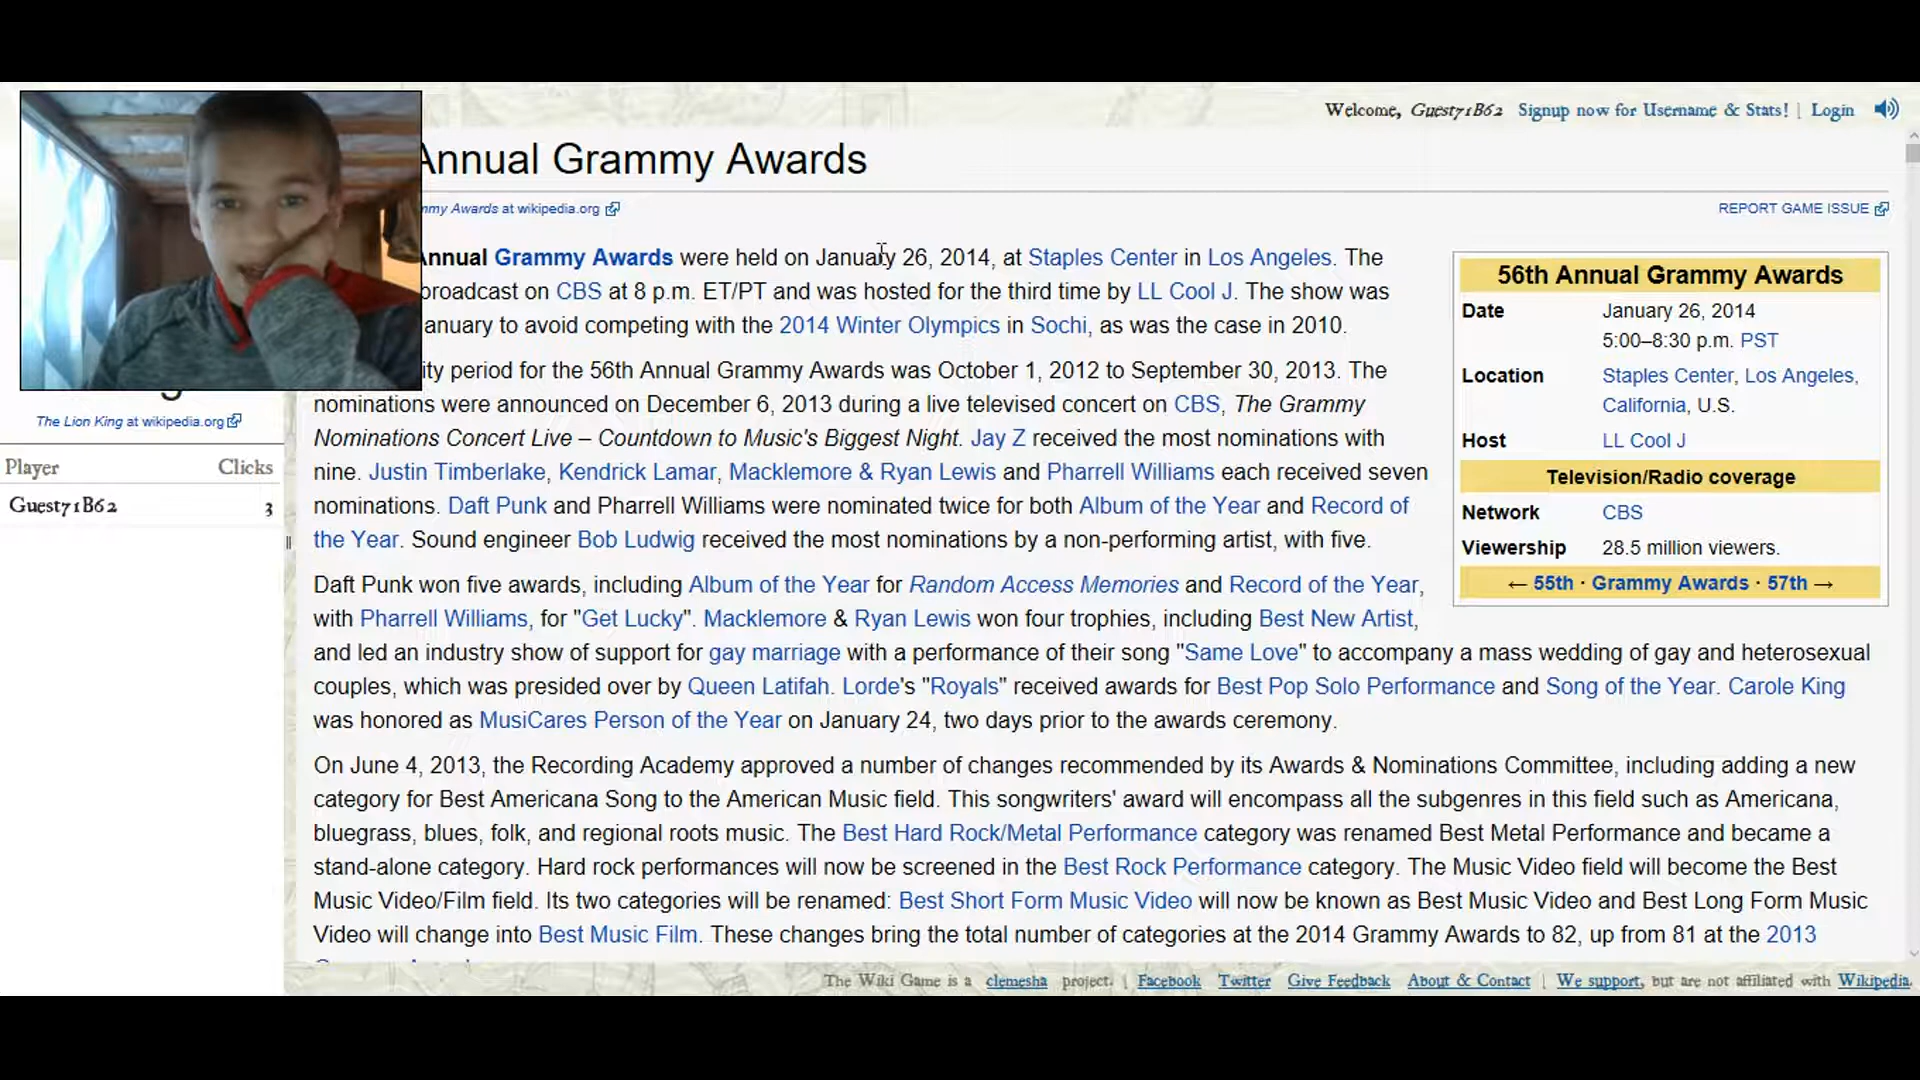 Welcome, Guest71B62 Signup now for Username & Stats! | Login
Annual Grammy Awards
mmy Awards at wikipedia.org
REPORT GAME ISSUE
Annual Grammy Awards were held on January 26, 2014, at Staples Center in Los Angeles. The
broadcast on CBS at 8 p.m. ET/PT and was hosted for the third time by LL Cool J. The show was
anuary to avoid competing with the 2014 Winter Olympics in Sochi, as was the case in 2010.
ity period for the 56th Annual Grammy Awards was October 1, 2012 to September 30, 2013. The
nominations were announced on December 6, 2013 during a live televised concert on CBS, The Grammy
Nominations Concert Live – Countdown to Music's Biggest Night. Jay Z received the most nominations with
nine. Justin Timberlake, Kendrick Lamar, Macklemore & Ryan Lewis and Pharrell Williams each received seven
nominations. Daft Punk and Pharrell Williams were nominated twice for both Album of the Year and Record of
the Year. Sound engineer Bob Ludwig received the most nominations by a non-performing artist, with five.
Daft Punk won five awards, including Album of the Year for Random Access Memories and Record of the Year,
with Pharrell Williams, for "Get Lucky". Macklemore & Ryan Lewis won four trophies, including Best New Artist,
and led an industry show of support for gay marriage with a performance of their song "Same Love" to accompany a mass wedding of gay and heterosexual
couples, which was presided over by Queen Latifah. Lorde's "Royals" received awards for Best Pop Solo Performance and Song of the Year. Carole King
was honored as MusiCares Person of the Year on January 24, two days prior to the awards ceremony.
On June 4, 2013, the Recording Academy approved a number of changes recommended by its Awards & Nominations Committee, including adding a new
category for Best Americana Song to the American Music field. This songwriters' award will encompass all the subgenres in this field such as Americana,
bluegrass, blues, folk, and regional roots music. The Best Hard Rock/Metal Performance category was renamed Best Metal Performance and became a
stand-alone category. Hard rock performances will now be screened in the Best Rock Performance category. The Music Video field will become the Best
Music Video/Film field. Its two categories will be renamed: Best Short Form Music Video will now be known as Best Music Video and Best Long Form Music
Video will change into Best Music Film. These changes bring the total number of categories at the 2014 Grammy Awards to 82, up from 81 at the 2013
56th Annual Grammy Awards
Date January 26, 2014
5:00–8:30 p.m. PST
Location Staples Center, Los Angeles,
California, U.S.
Host LL Cool J
Television/Radio coverage
Network CBS
Viewership 28.5 million viewers.
← 55th · Grammy Awards · 57th →
The Lion King at wikipedia.org
Player Clicks
Guest71B62 3
The Wiki Game is a clemesha project. | Facebook Twitter Give Feedback About & Contact | We support, but are not affiliated with Wikipedia.